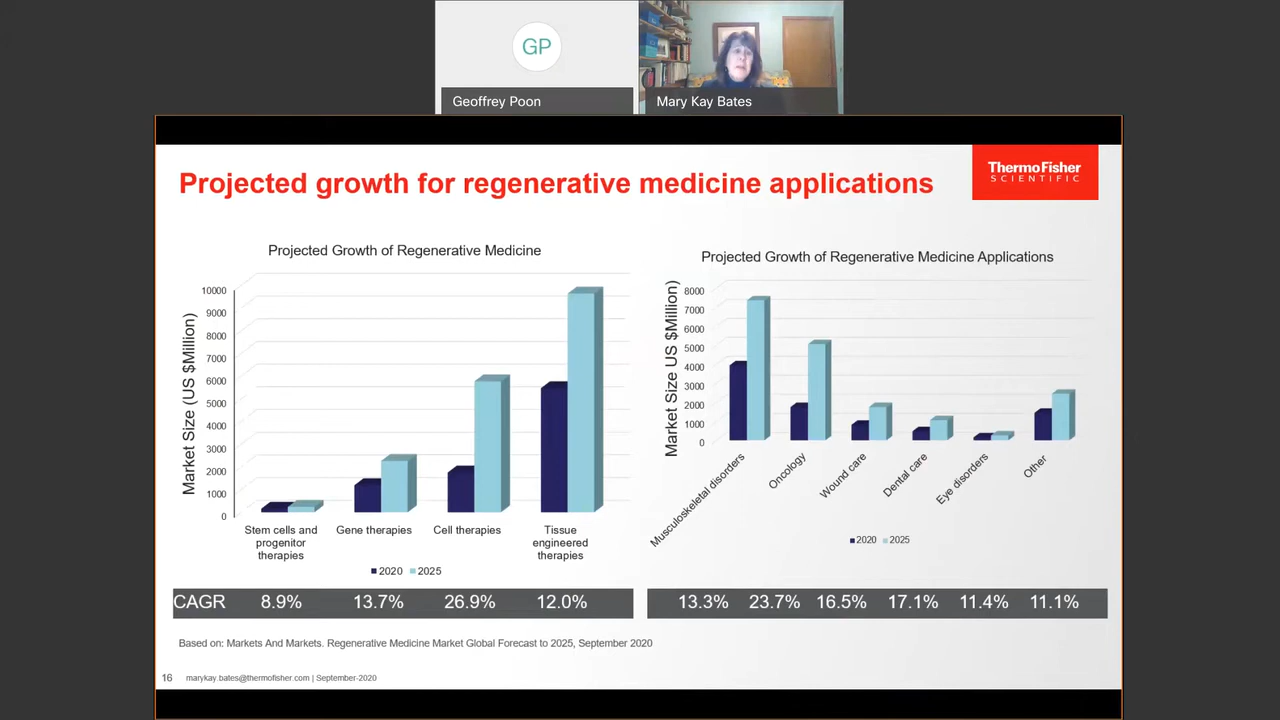 GP
Geoffrey Poon
Mary Kay Bates
Projected growth for regenerative medicine applications
ThermoFisher
SCIENTIFIC
Projected Growth of Regenerative Medicine
Market Size (US $Million)
10000
9000
8000
7000
6000
5000
4000
3000
2000
1000
0
Stem cells and
progenitor
therapies
Gene therapies
Cell therapies
Tissue
engineered
therapies
2020 2025
Projected Growth of Regenerative Medicine Applications
Market Size US $Million)
8000
7000
6000
5000
4000
3000
2000
1000
0
Musculoskeletal disorders
Oncology
Wound care
Dental care
Eye disorders
Other
2020 2025
CAGR 8.9% 13.7% 26.9% 12.0%
13.3% 23.7% 16.5% 17.1% 11.4% 11.1%
Based on: Markets And Markets. Regenerative Medicine Market Global Forecast to 2025, September 2020
16 marykay.bates@thermofisher.com | September-2020